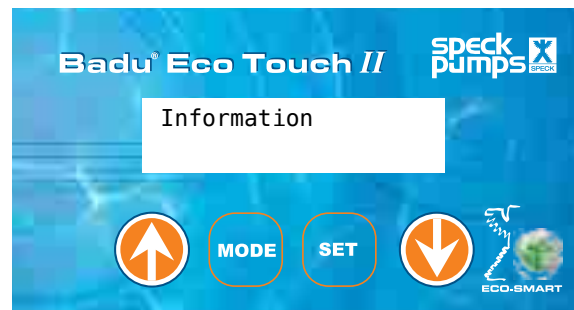 Badu® Eco Touch II
speck
pumps
SPECK
Information
MODE
SET
ECO-SMART